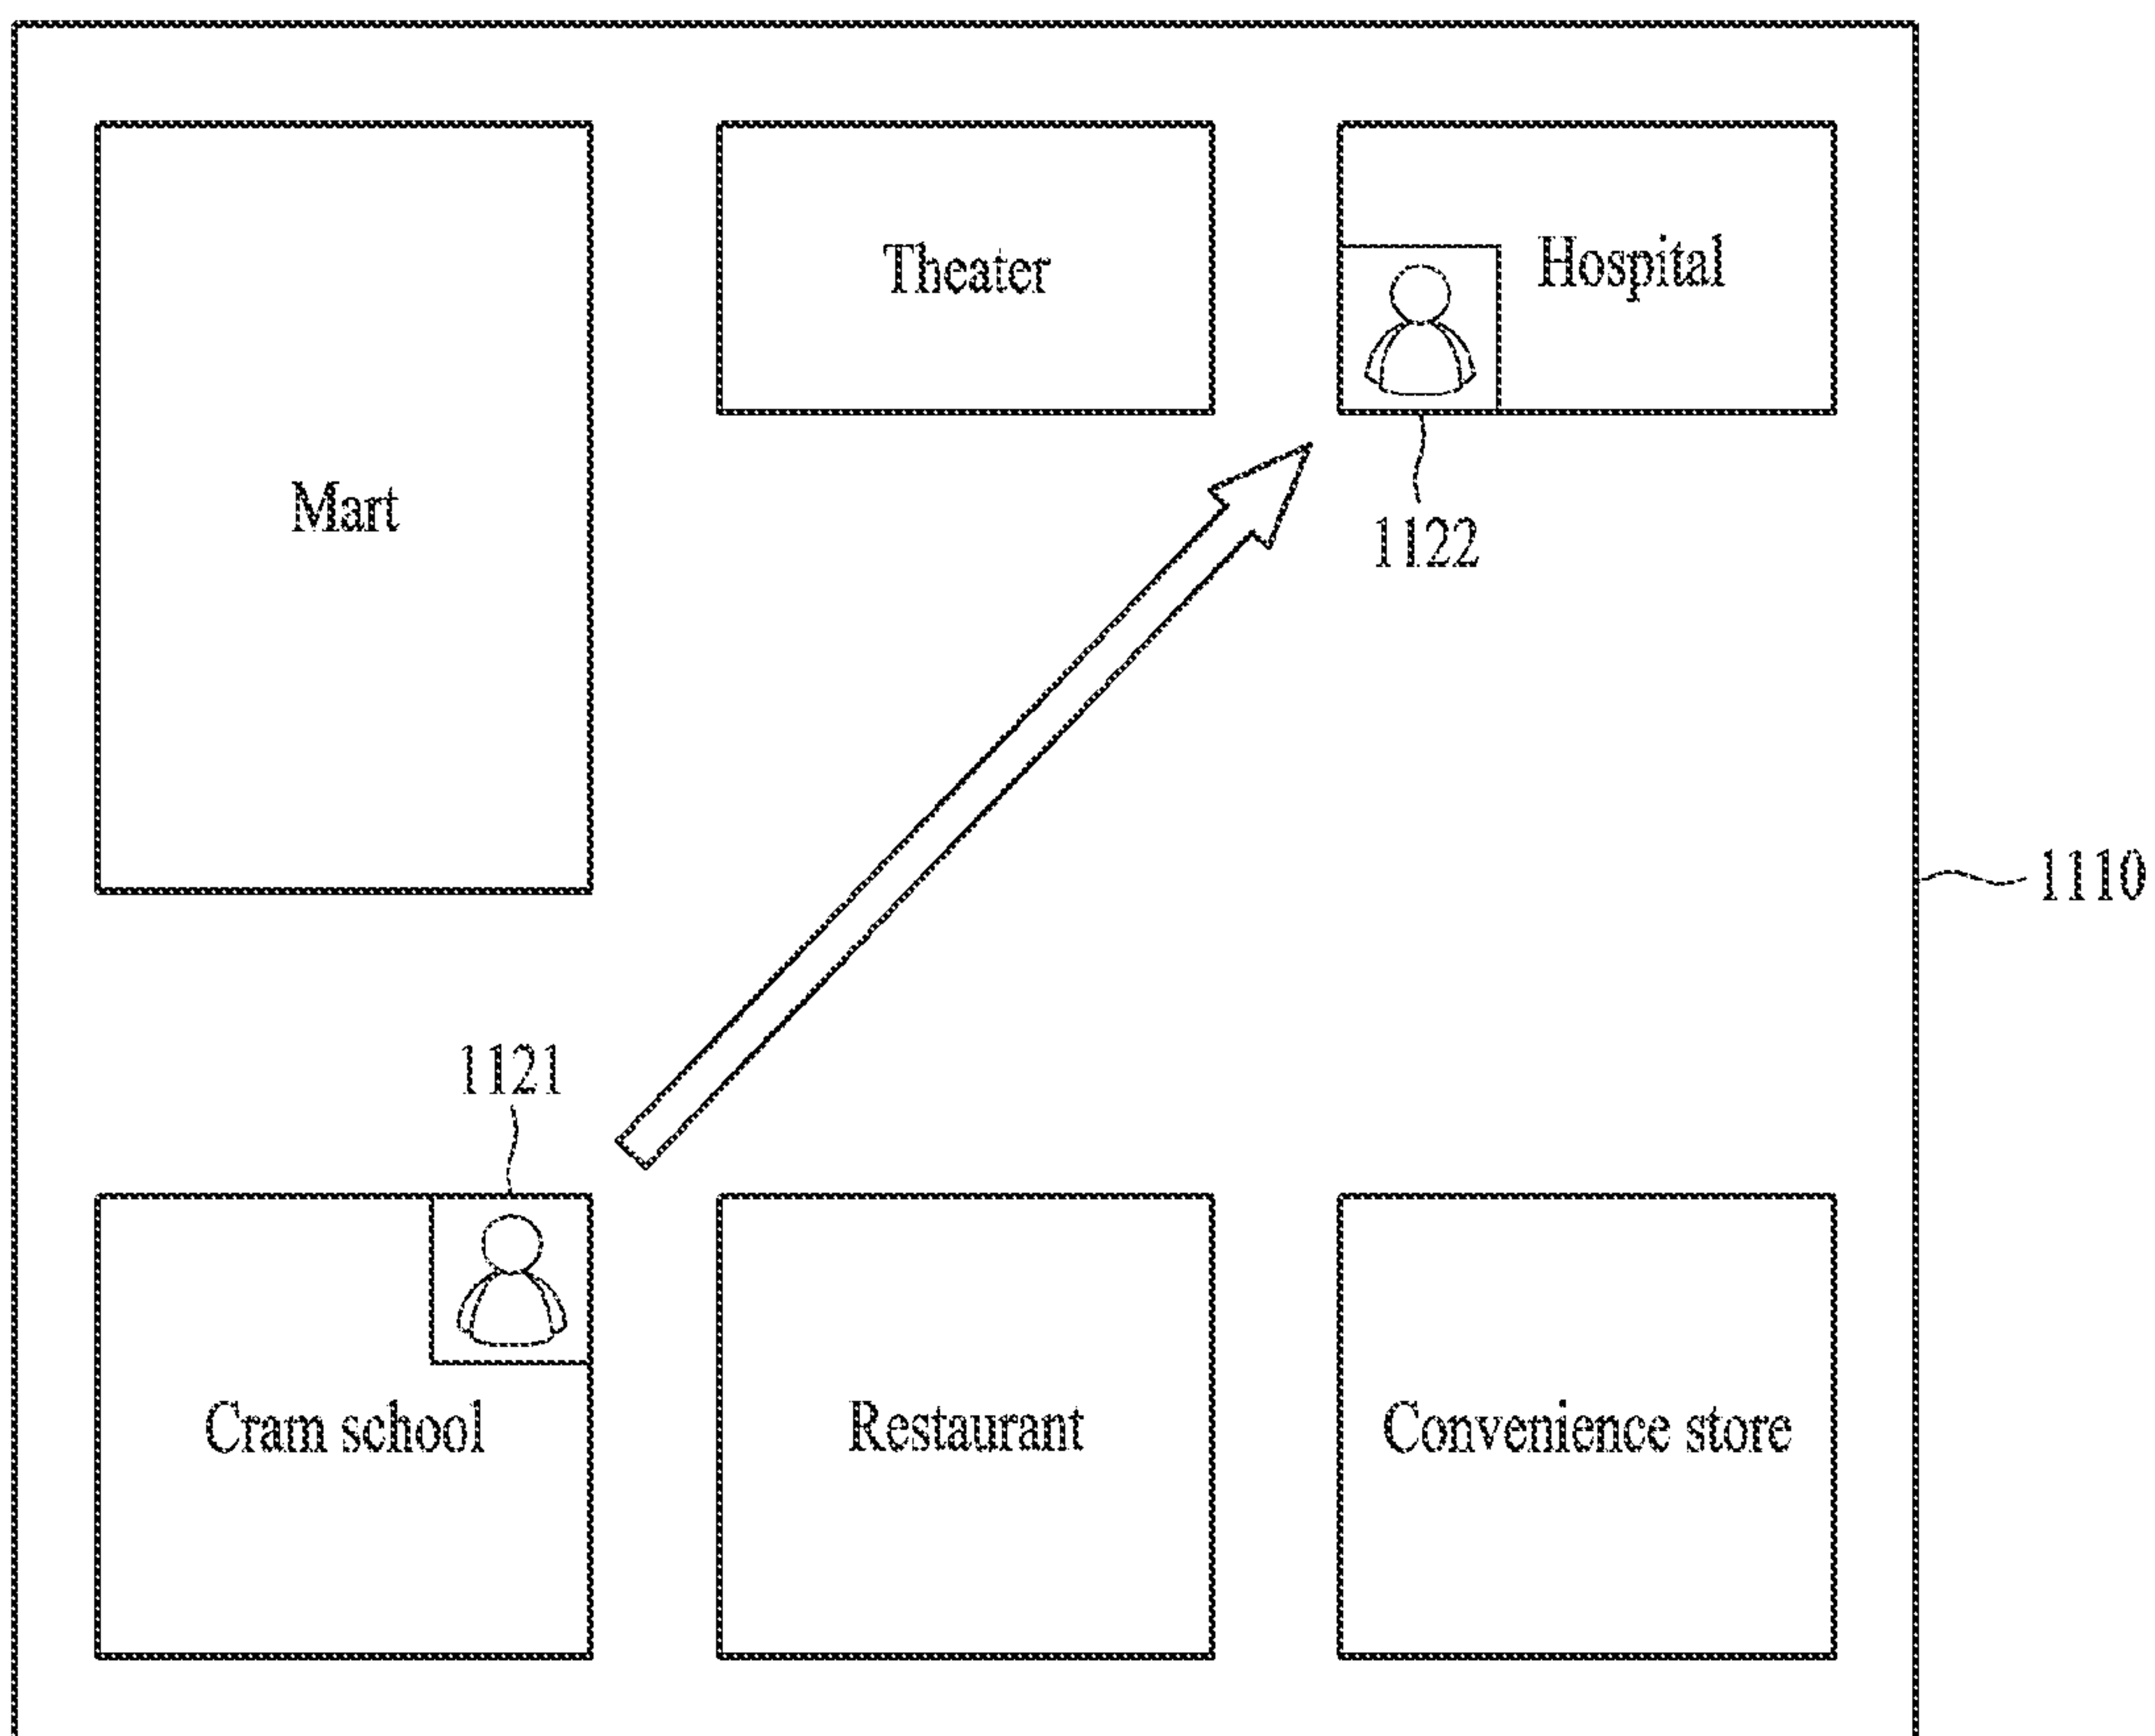 Theater
Hospital
Mart
1122
1110
1121
Cram school
Restaurant
Convenience store